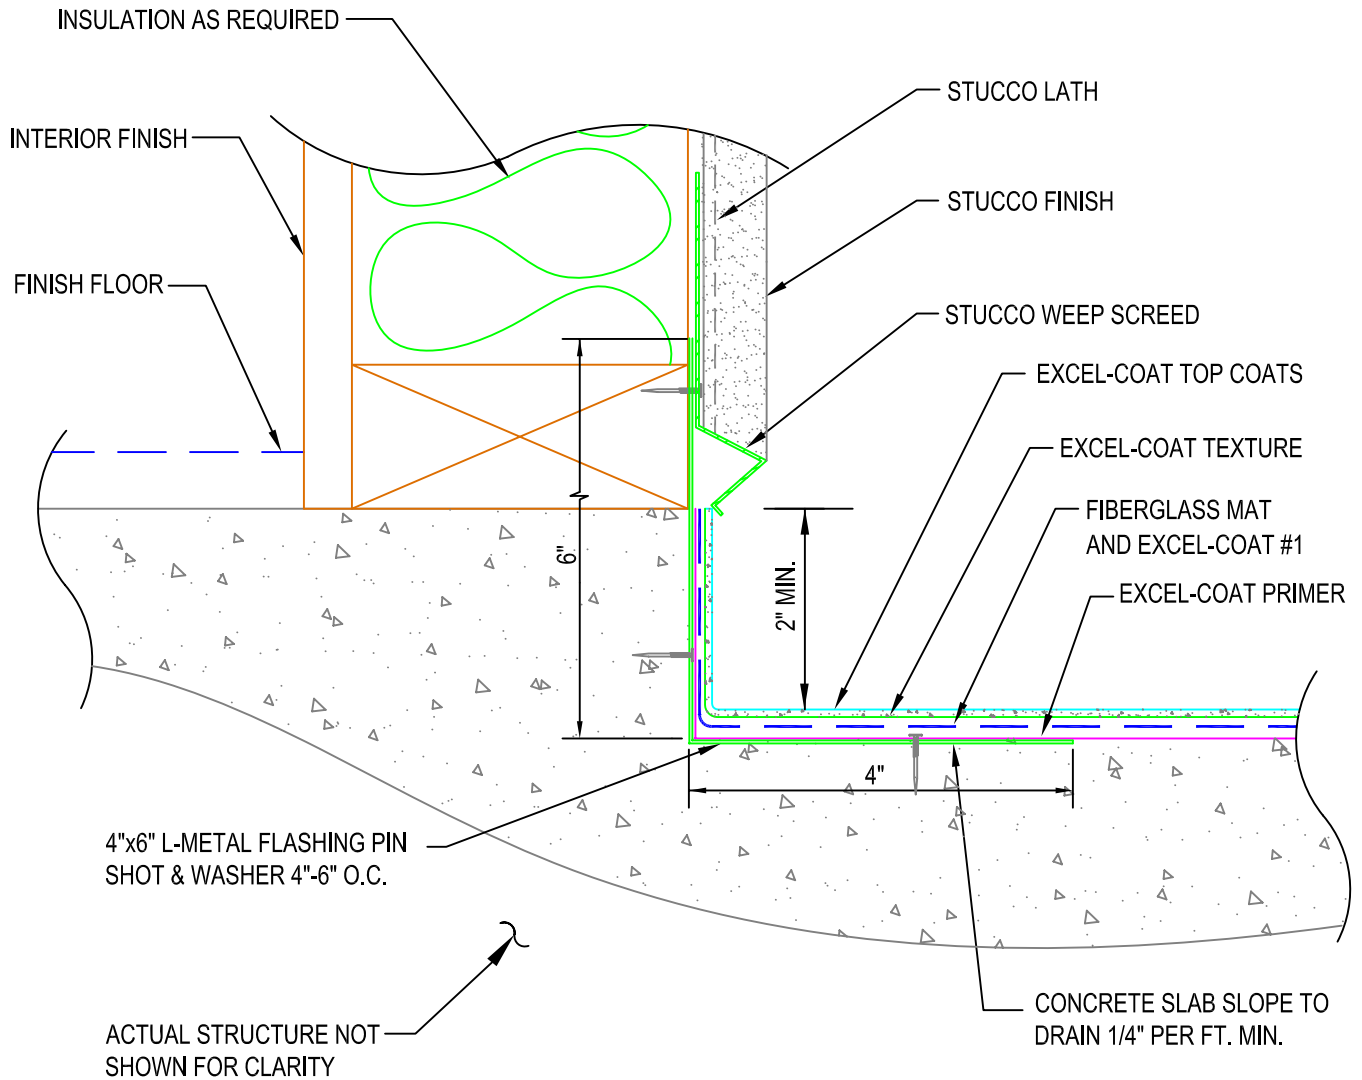 INSULATION AS REQUIRED
STUCCO LATH
INTERIOR FINISH
STUCCO FINISH
FINISH FLOOR
STUCCO WEEP SCREED
EXCEL-COAT TOP COATS
EXCEL-COAT TEXTURE
FIBERGLASS MAT
AND EXCEL-COAT #1
6"
2" MIN.
EXCEL-COAT PRIMER
4"
4"x6" L-METAL FLASHING PIN
SHOT & WASHER 4"-6" O.C.
CONCRETE SLAB SLOPE TO
DRAIN 1/4" PER FT. MIN.
ACTUAL STRUCTURE NOT
SHOWN FOR CLARITY